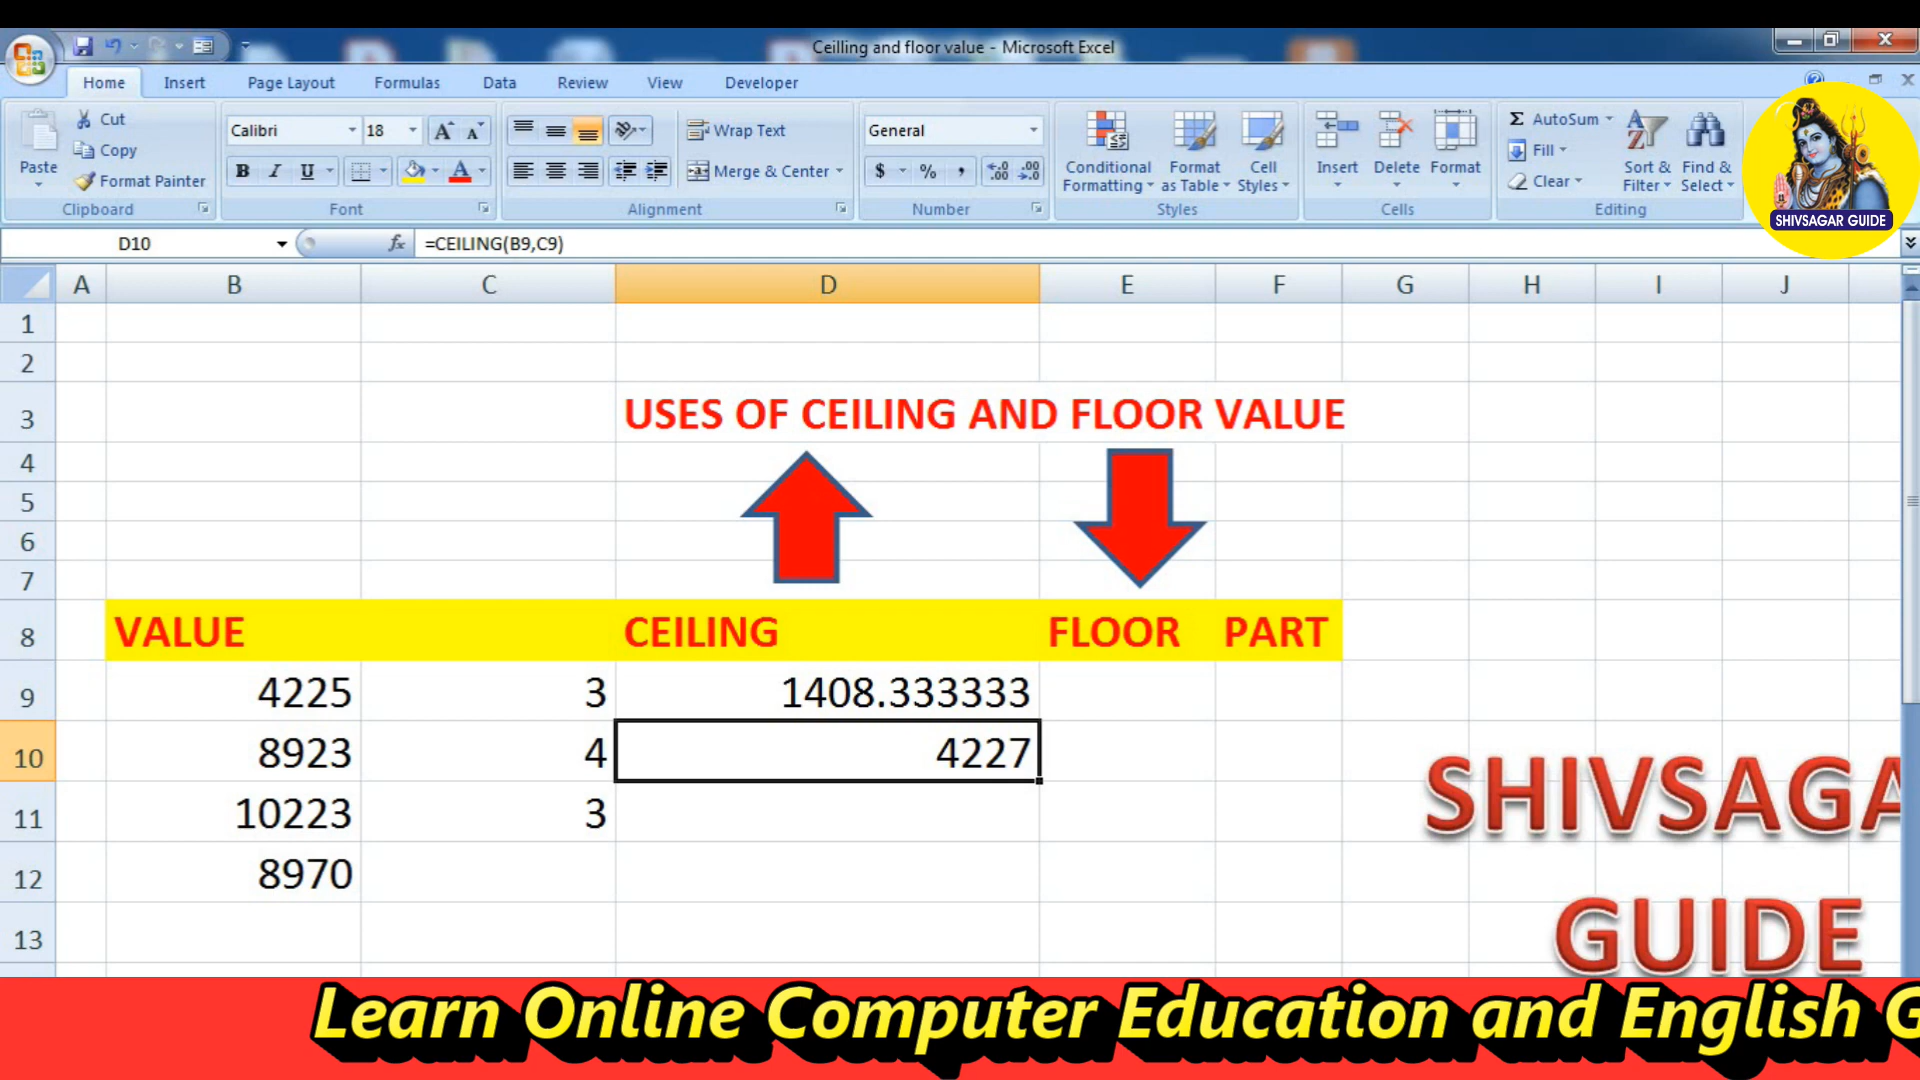 Ceilling and floor value - Microsoft Excel
Home Insert Page Layout Formulas Data Review View Developer
Cut
Copy
Format Painter
Paste
Clipboard
Calibri 18
B I U
Font
Wrap Text
Merge & Center
Alignment
General
$ % ,
Number
Conditional Formatting
Format as Table
Cell Styles
Styles
Insert Delete Format
Cells
Σ AutoSum
Fill
Clear
Sort & Filter
Find & Select
Editing
SHIVSAGAR GUIDE
D10 fx =CEILING(B9,C9)
A B C D E F G H I J
1
2
3 USES OF CEILING AND FLOOR VALUE
4
5
6
7
8 VALUE CEILING FLOOR PART
9 4225 3 1408.333333
10 8923 4 4227
11 10223 3
12 8970
13
SHIVSAGA
GUIDE
Learn Online Computer Education and English G